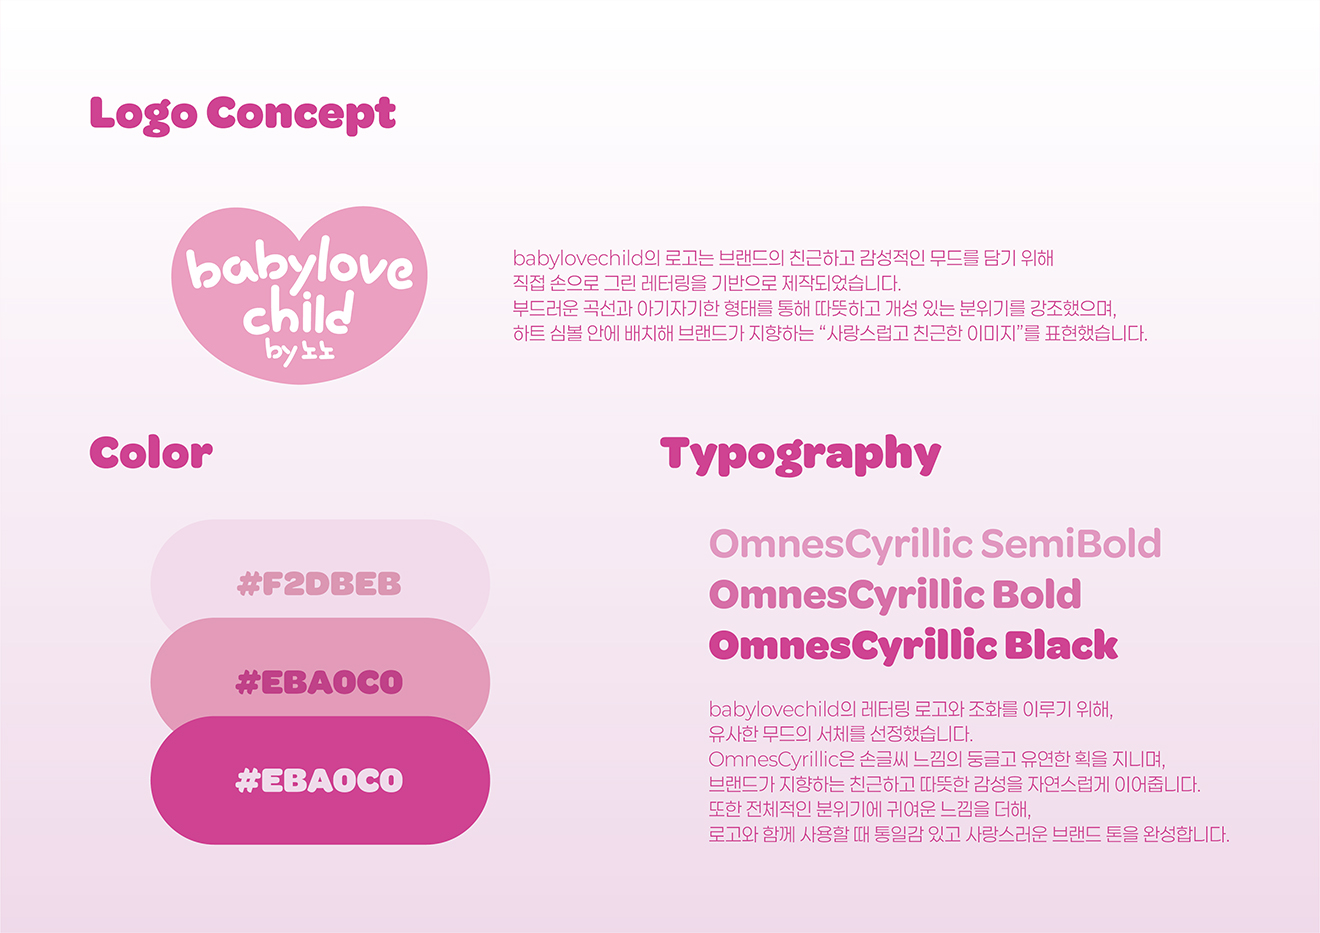 Logo Concept
babylove
child
by 노노
babylovechild의 로고는 브랜드의 친근하고 감성적인 무드를 담기 위해
직접 손으로 그린 레터링을 기반으로 제작되었습니다.
부드러운 곡선과 아기자기한 형태를 통해 따뜻하고 개성 있는 분위기를 강조했으며,
하트 심볼 안에 배치해 브랜드가 지향하는 “사랑스럽고 친근한 이미지”를 표현했습니다.
Color
#F2DBEB
#EBA0C0
#EBA0C0
Typography
OmnesCyrillic SemiBold
OmnesCyrillic Bold
OmnesCyrillic Black
babylovechild의 레터링 로고와 조화를 이루기 위해,
유사한 무드의 서체를 선정했습니다.
OmnesCyrillic은 손글씨 느낌의 둥글고 유연한 획을 지니며,
브랜드가 지향하는 친근하고 따뜻한 감성을 자연스럽게 이어줍니다.
또한 전체적인 분위기에 귀여운 느낌을 더해,
로고와 함께 사용할 때 통일감 있고 사랑스러운 브랜드 톤을 완성합니다.